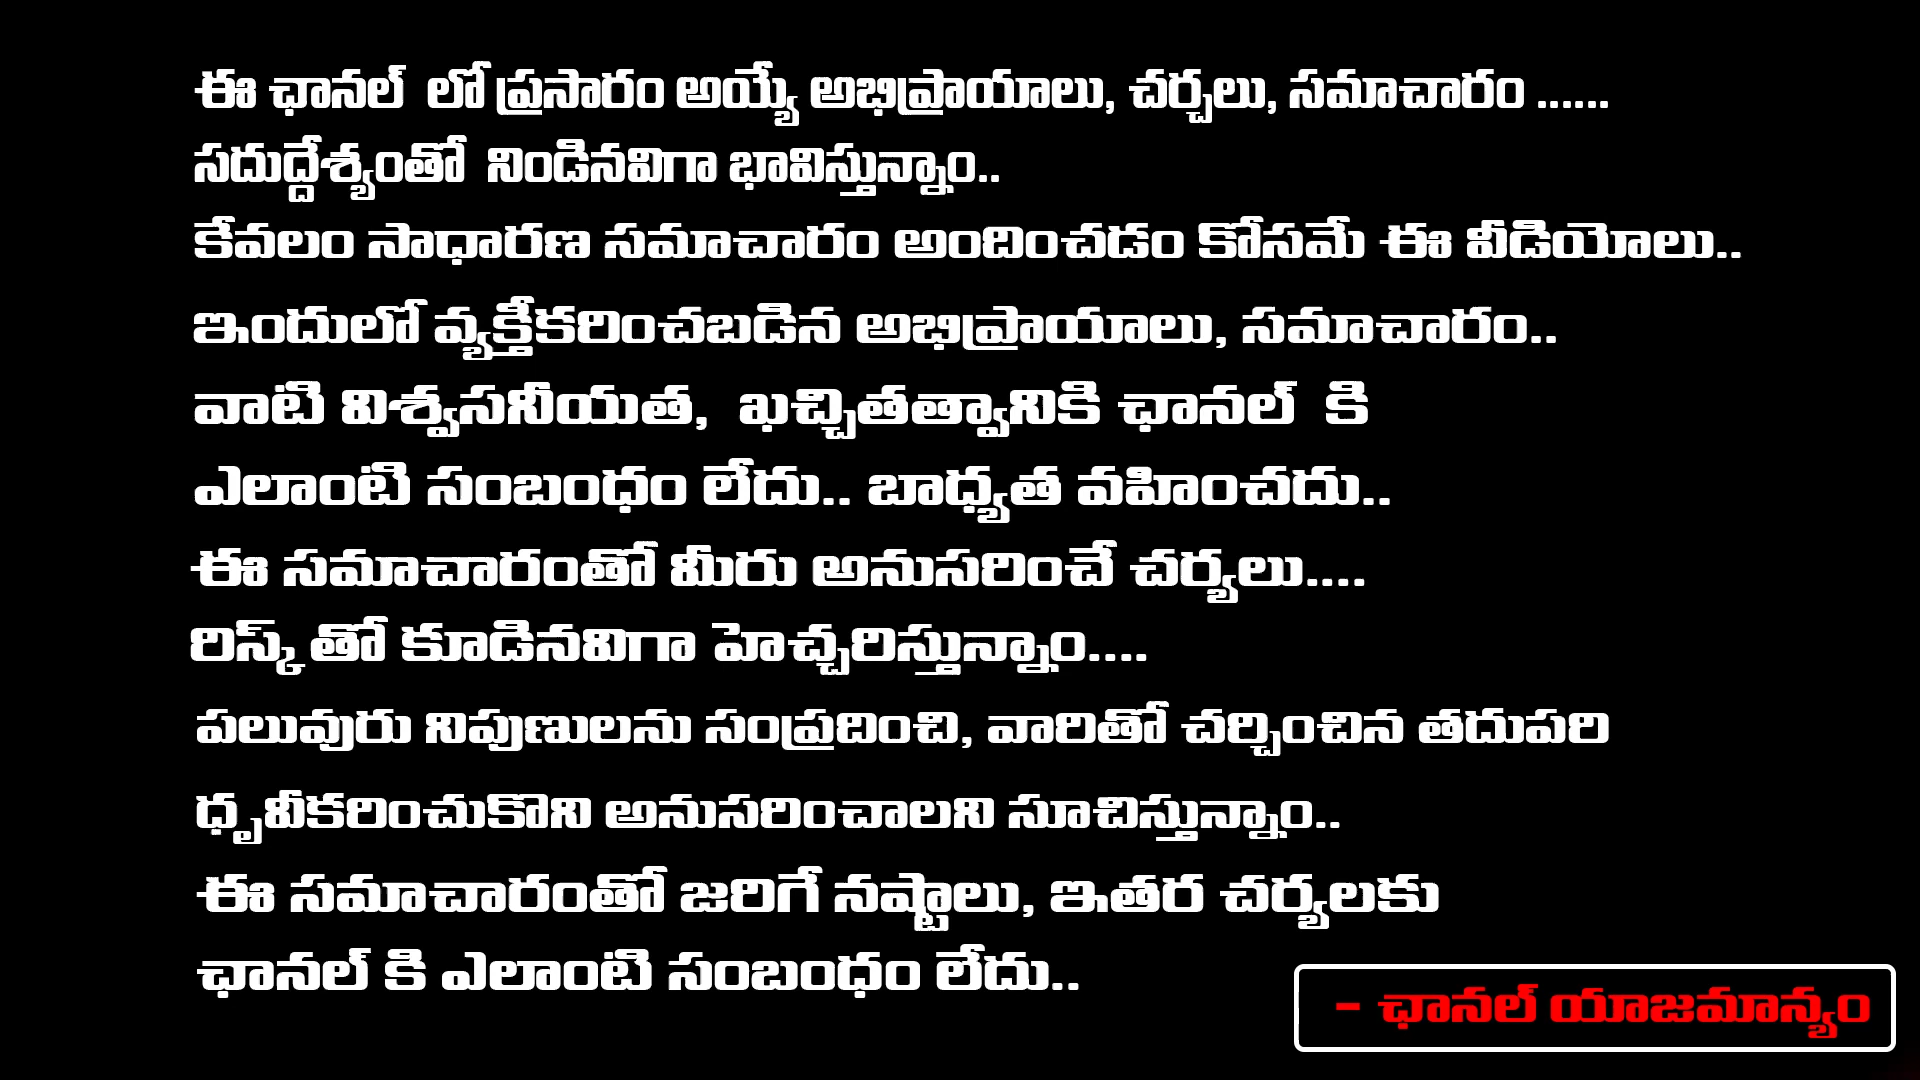 ఈ ఛానల్ లో ప్రసారం అయ్యే అభిప్రాయాలు, చర్చలు, సమాచారం ......
సదుద్దేశ్యంతో నిండినవిగా భావిస్తున్నాం..
కేవలం సాధారణ సమాచారం అందించడం కోసమే ఈ వీడియోలు..
ఇందులో వ్యక్తీకరించబడిన అభిప్రాయాలు, సమాచారం..
వాటి విశ్వసనీయత, ఖచ్చితత్వానికి ఛానల్ కి
ఎలాంటి సంబంధం లేదు.. బాధ్యత వహించదు..
ఈ సమాచారంతో మీరు అనుసరించే చర్యలు....
రిస్క్ తో కూడినవిగా హెచ్చరిస్తున్నాం....
పలువురు నిపుణులను సంప్రదించి, వారితో చర్చించిన తదుపరి
ధృవీకరించుకొని అనుసరించాలని సూచిస్తున్నాం..
ఈ సమాచారంతో జరిగే నష్టాలు, ఇతర చర్యలకు
ఛానల్ కి ఎలాంటి సంబంధం లేదు..
- ఛానల్ యాజమాన్యం